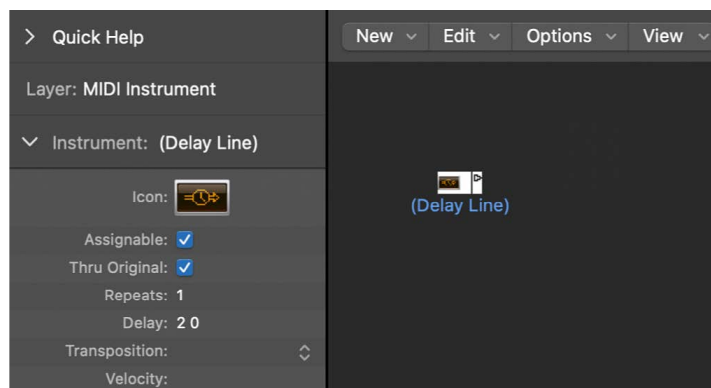 Quick Help
Layer: MIDI Instrument
Instrument: (Delay Line)
Icon:
Assignable:
Thru Original:
Repeats: 1
Delay: 2 0
Transposition:
Velocity:
New Edit Options View
(Delay Line)